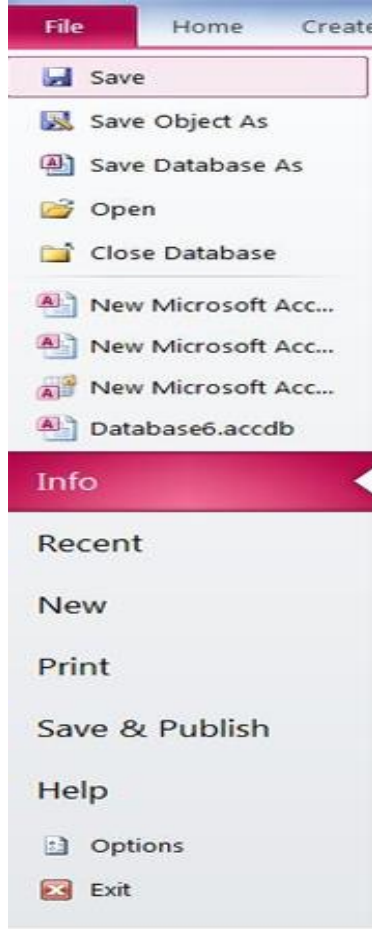 File Home Create
Save
Save Object As
Save Database As
Open
Close Database
New Microsoft Acc...
New Microsoft Acc...
New Microsoft Acc...
Database6.accdb
Info
Recent
New
Print
Save & Publish
Help
Options
Exit